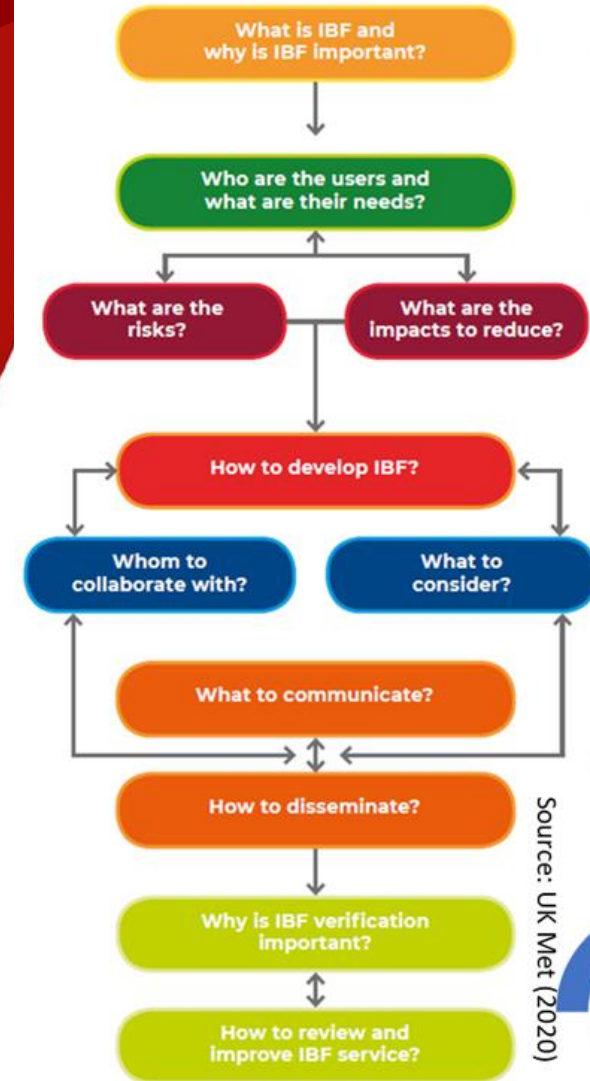 What is IBF and
why is IBF important?
Who are the users and
what are their needs?
What are the
risks?
What are the
impacts to reduce?
How to develop IBF?
Whom to
collaborate with?
What to
consider?
What to communicate?
How to disseminate?
Why is IBF verification
important?
How to review and
improve IBF service?
Source: UK Met (2020)